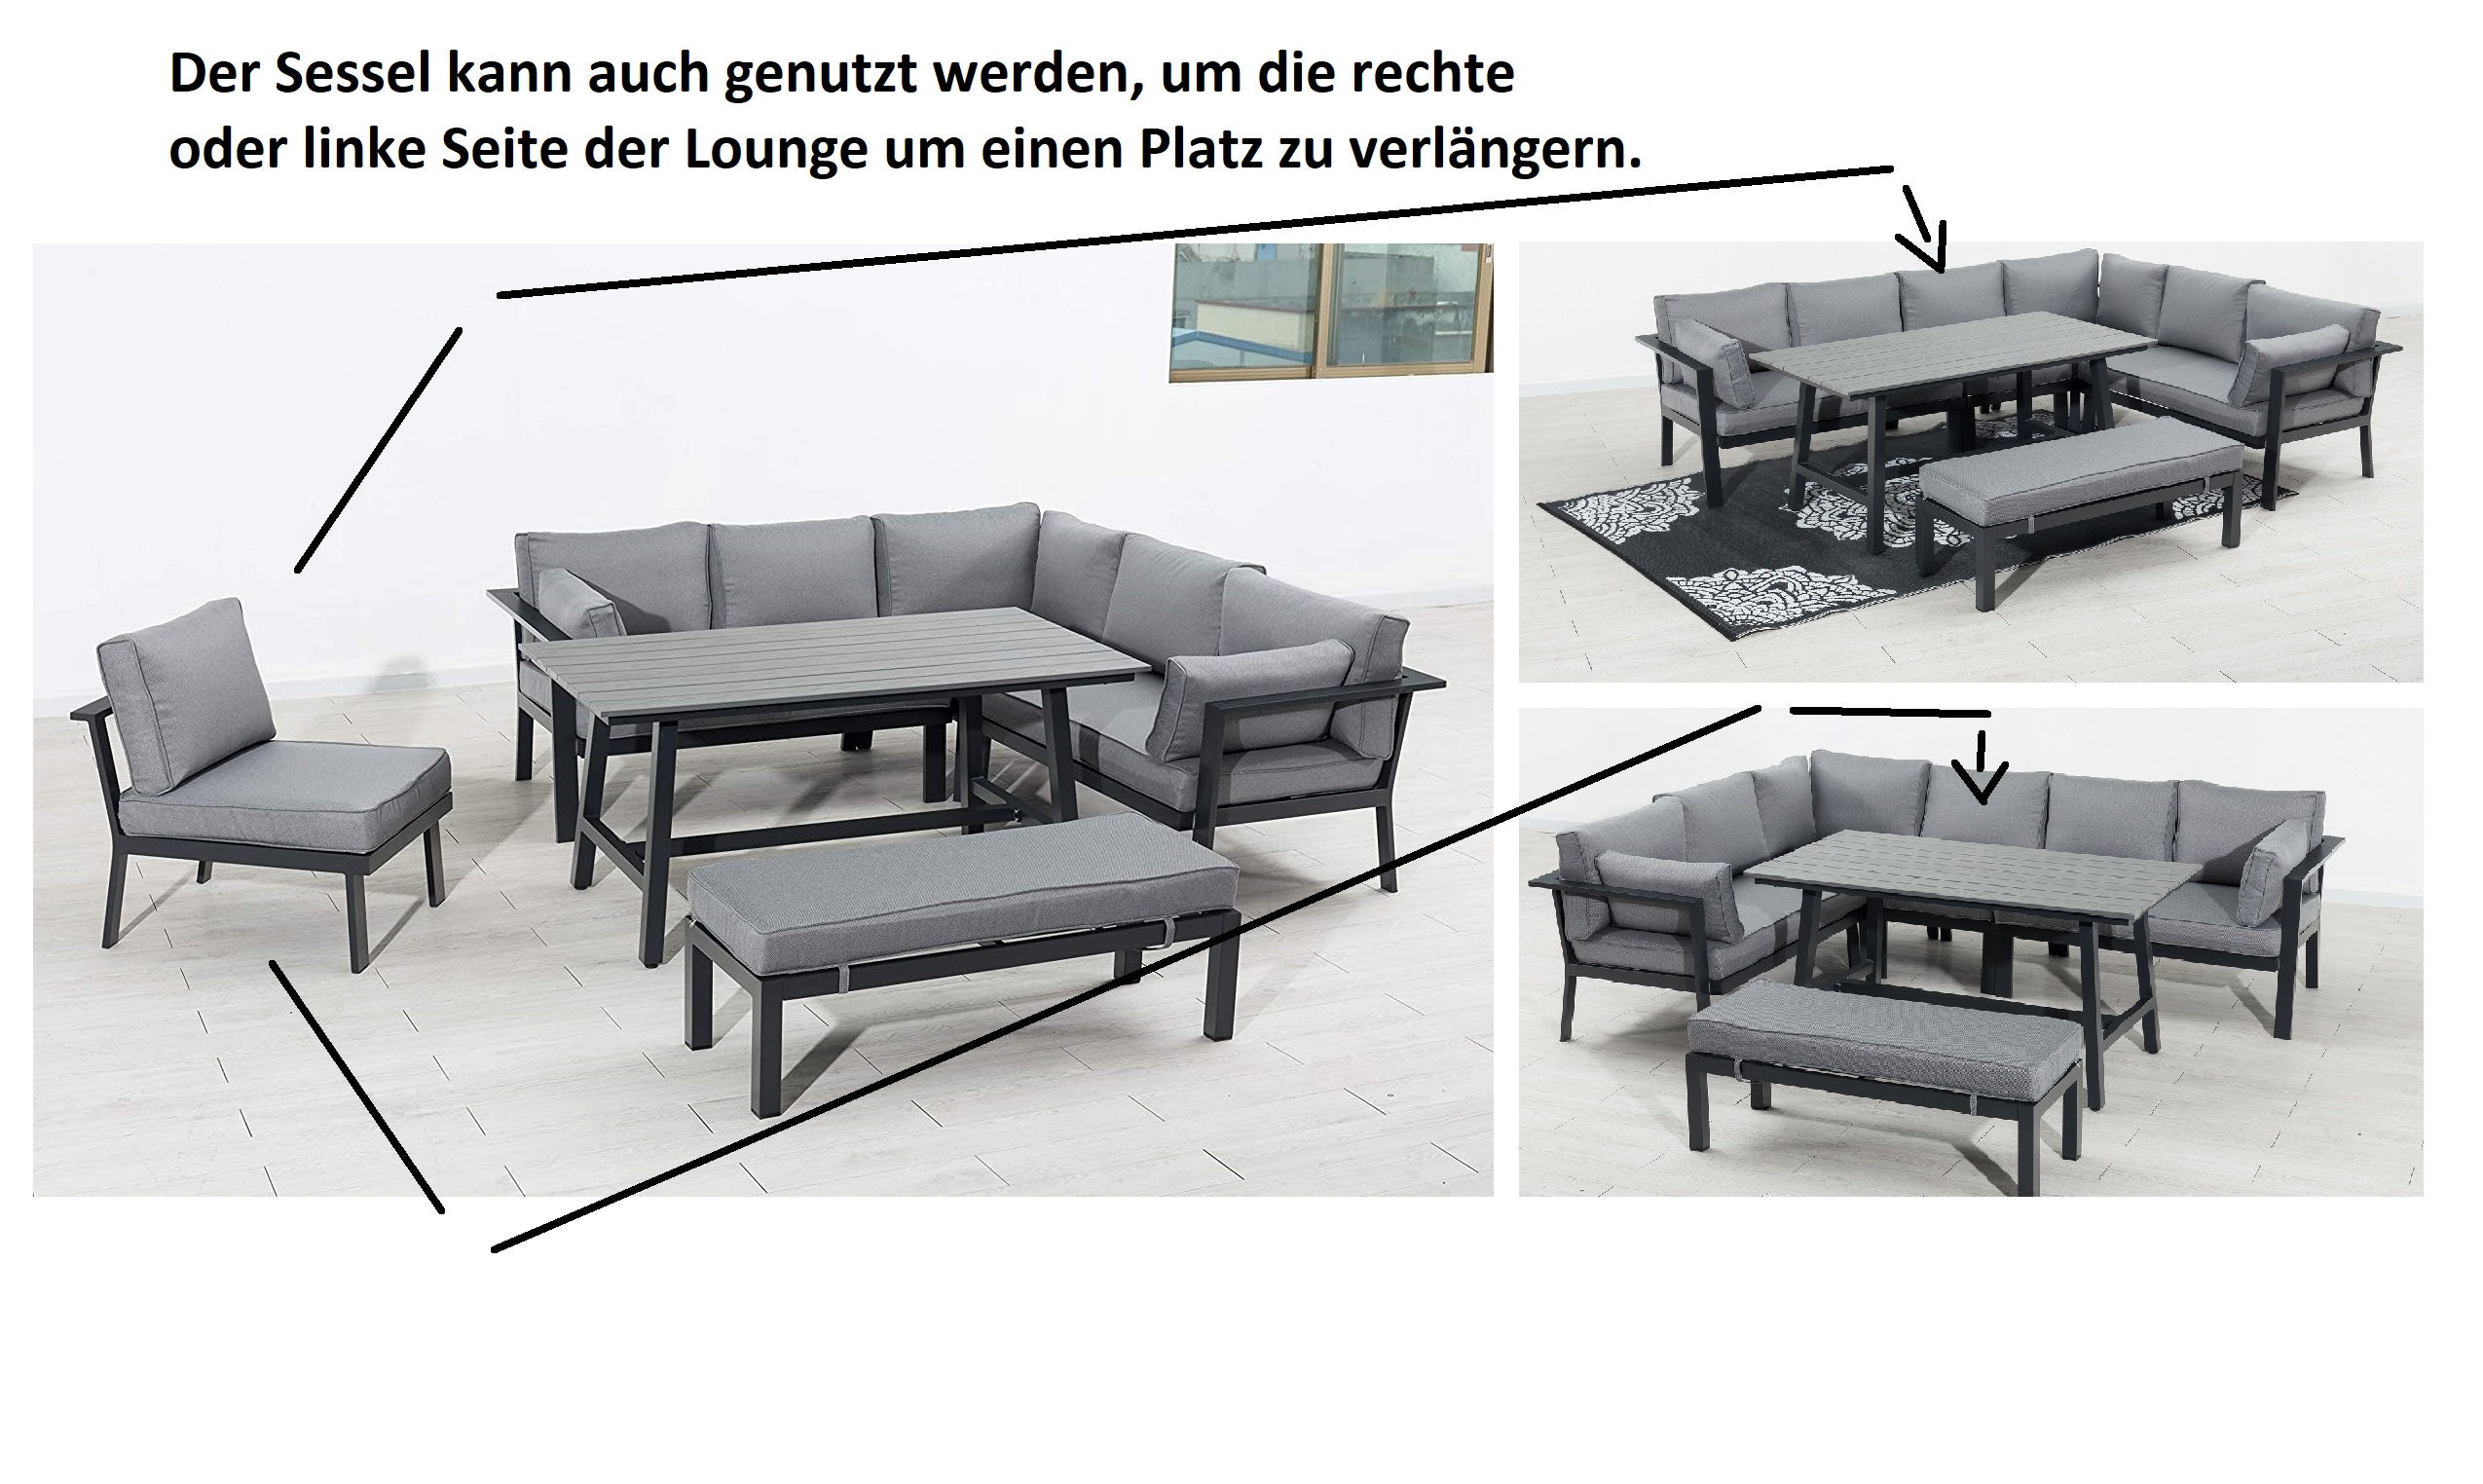 Der Sessel kann auch genutzt werden, um die rechte
oder linke Seite der Lounge um einen Platz zu verlängern.